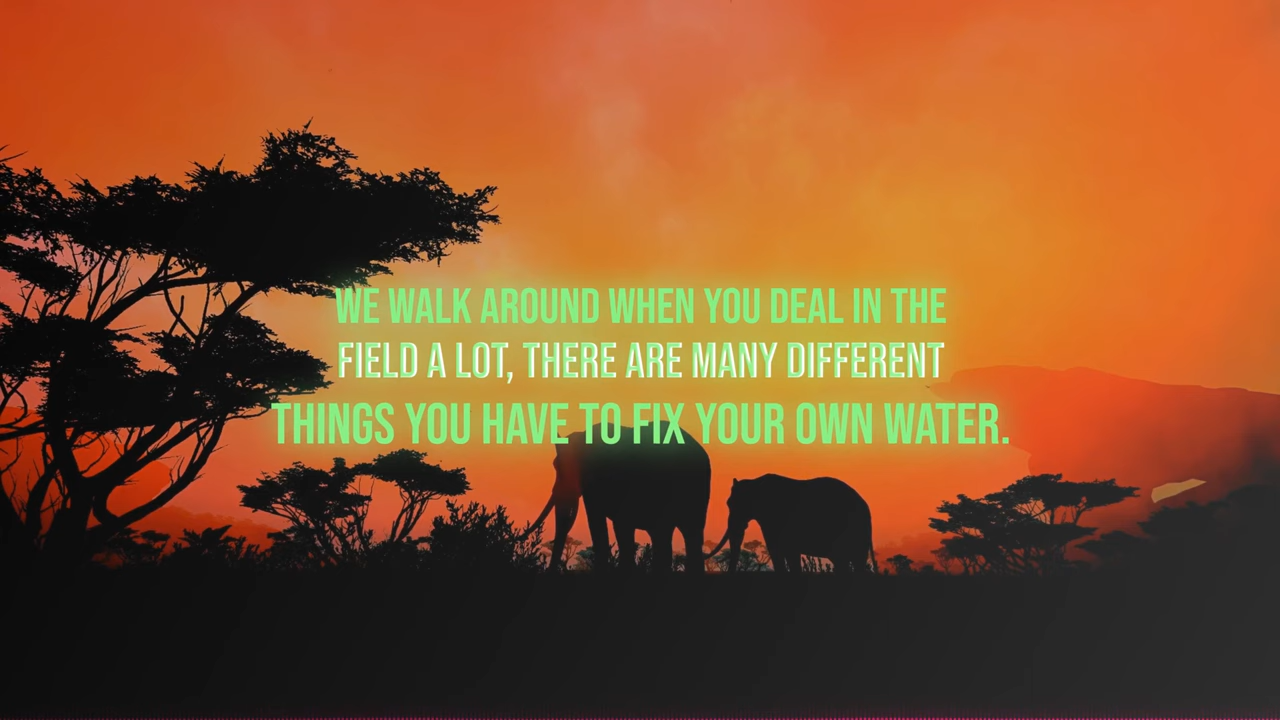 WE WALK AROUND WHEN YOU DEAL IN THE
FIELD A LOT, THERE ARE MANY DIFFERENT
THINGS YOU HAVE TO FIX YOUR OWN WATER.